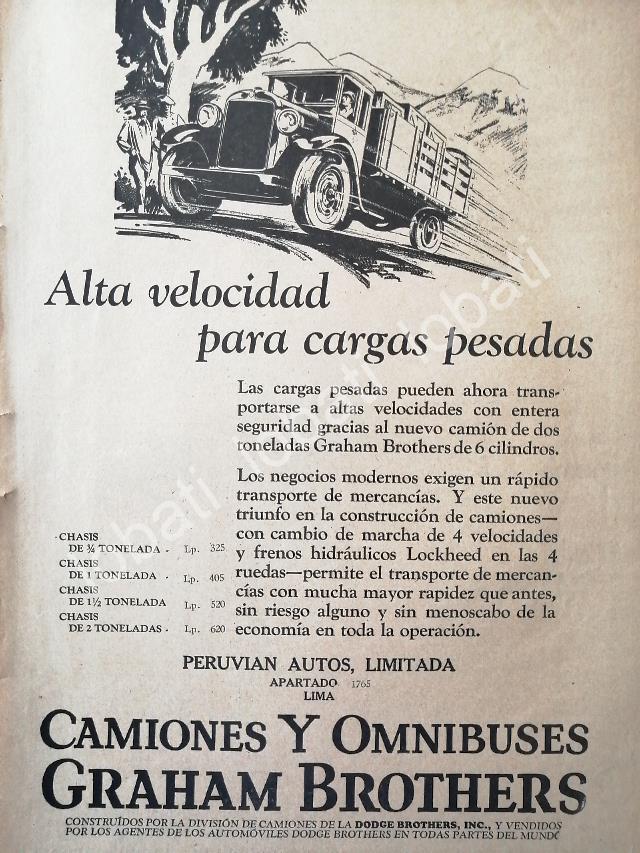 Alta velocidad
para cargas pesadas
Las cargas pesadas pueden ahora trans-
portarse a altas velocidades con entera
seguridad gracias al nuevo camión de dos
toneladas Graham Brothers de 6 cilindros.
Los negocios modernos exigen un rápido
transporte de mercancías. Y este nuevo
triunfo en la construcción de camiones—
con cambio de marcha de 4 velocidades
y frenos hidráulicos Lockheed en las 4
ruedas—permite el transporte de mercan-
cías con mucha mayor rapidez que antes,
sin riesgo alguno y sin menoscabo de la
economía en toda la operación.
CHASIS
DE ¾ TONELADA - Lp. 325
CHASIS
DE 1 TONELADA - Lp. 405
CHASIS
DE 1½ TONELADA Lp. 520
CHASIS
DE 2 TONELADAS - Lp. 620
PERUVIAN AUTOS, LIMITADA
APARTADO 1765
LIMA
CAMIONES Y OMNIBUSES
GRAHAM BROTHERS
CONSTRUÍDOS POR LA DIVISIÓN DE CAMIONES DE LA DODGE BROTHERS, INC., Y VENDIDOS
POR LOS AGENTES DE LOS AUTOMÓVILES DODGE BROTHERS EN TODAS PARTES DEL MUNDO
iobati iobati iobati iobati